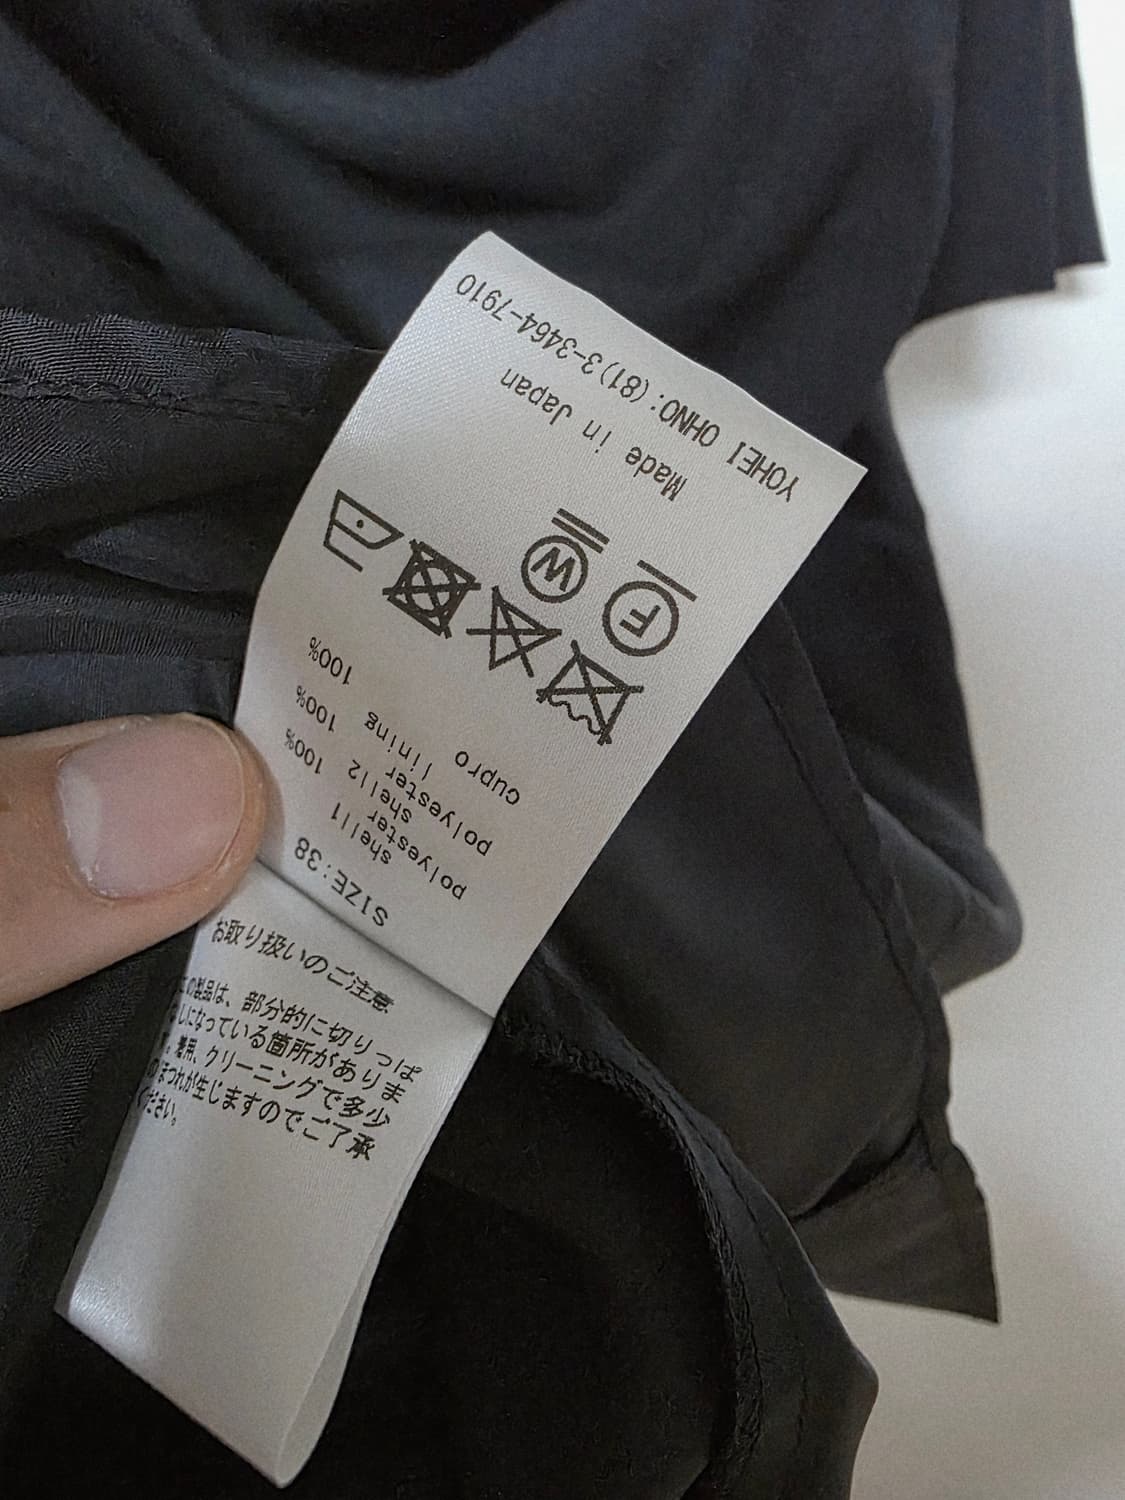 SIZE:38
shell1
polyester 100%
shell2
polyester 100%
lining
cupro 100%
W
F
Made in Japan
YOHEI OHNO:(81)3-3464-7910
お取り扱いのご注意
この製品は、部分的に切りっぱ
なしになっている箇所がありま
す。着用、クリーニングで多少
のほつれが生じますのでご了承
ください。